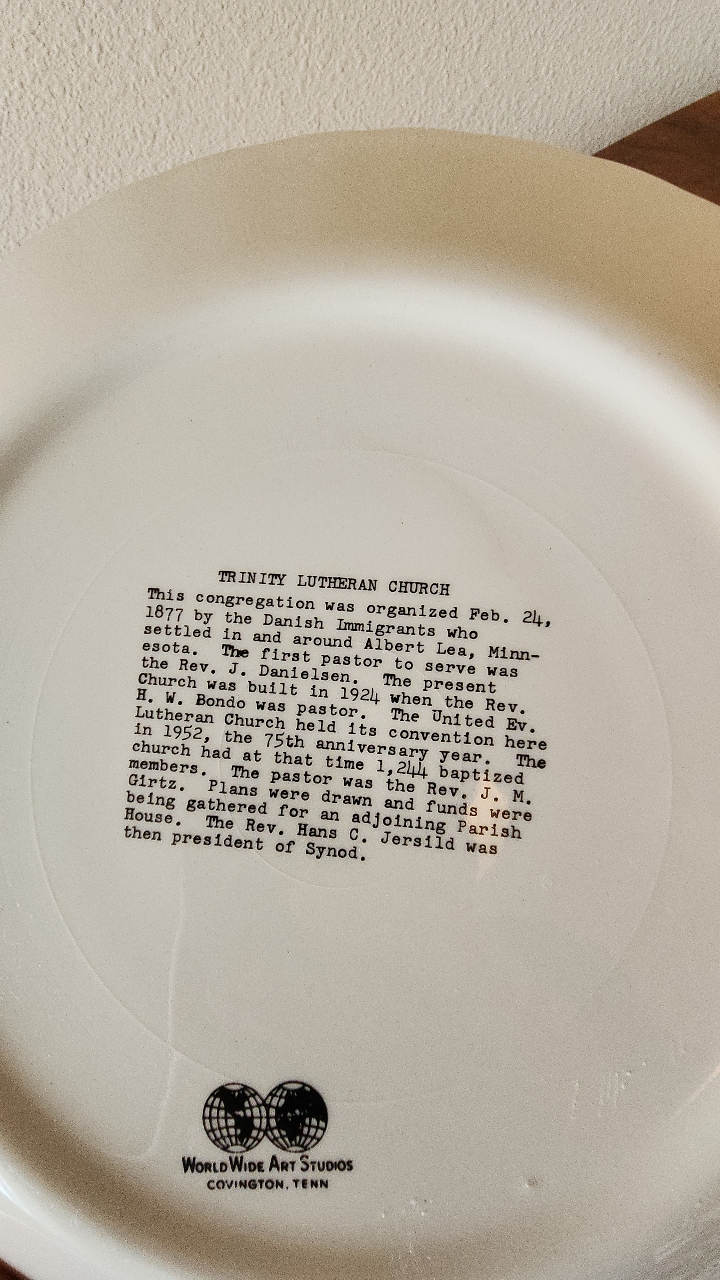 TRINITY LUTHERAN CHURCH
This congregation was organized Feb. 24,
1877 by the Danish Immigrants who
settled in and around Albert Lea, Minn-
esota.  The first pastor to serve was
the Rev. J. Danielsen.  The present
Church was built in 1924 when the Rev.
H. W. Bondo was pastor.  The United Ev.
Lutheran Church held its convention here
in 1952, the 75th anniversary year.  The
church had at that time 1,244 baptized
members.  The pastor was the Rev. J. M.
Girtz.  Plans were drawn and funds were
being gathered for an adjoining Parish
House.  The Rev. Hans C. Jersild was
then president of Synod.
WORLD WIDE ART STUDIOS
COVINGTON, TENN